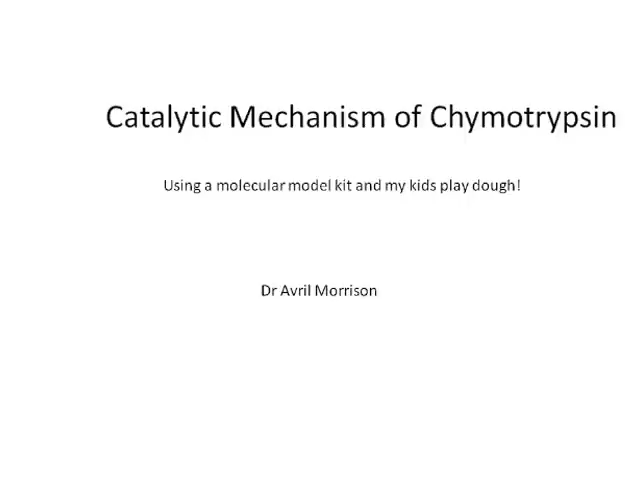 Catalytic Mechanism of Chymotrypsin
Using a molecular model kit and my kids play dough!
Dr Avril Morrison